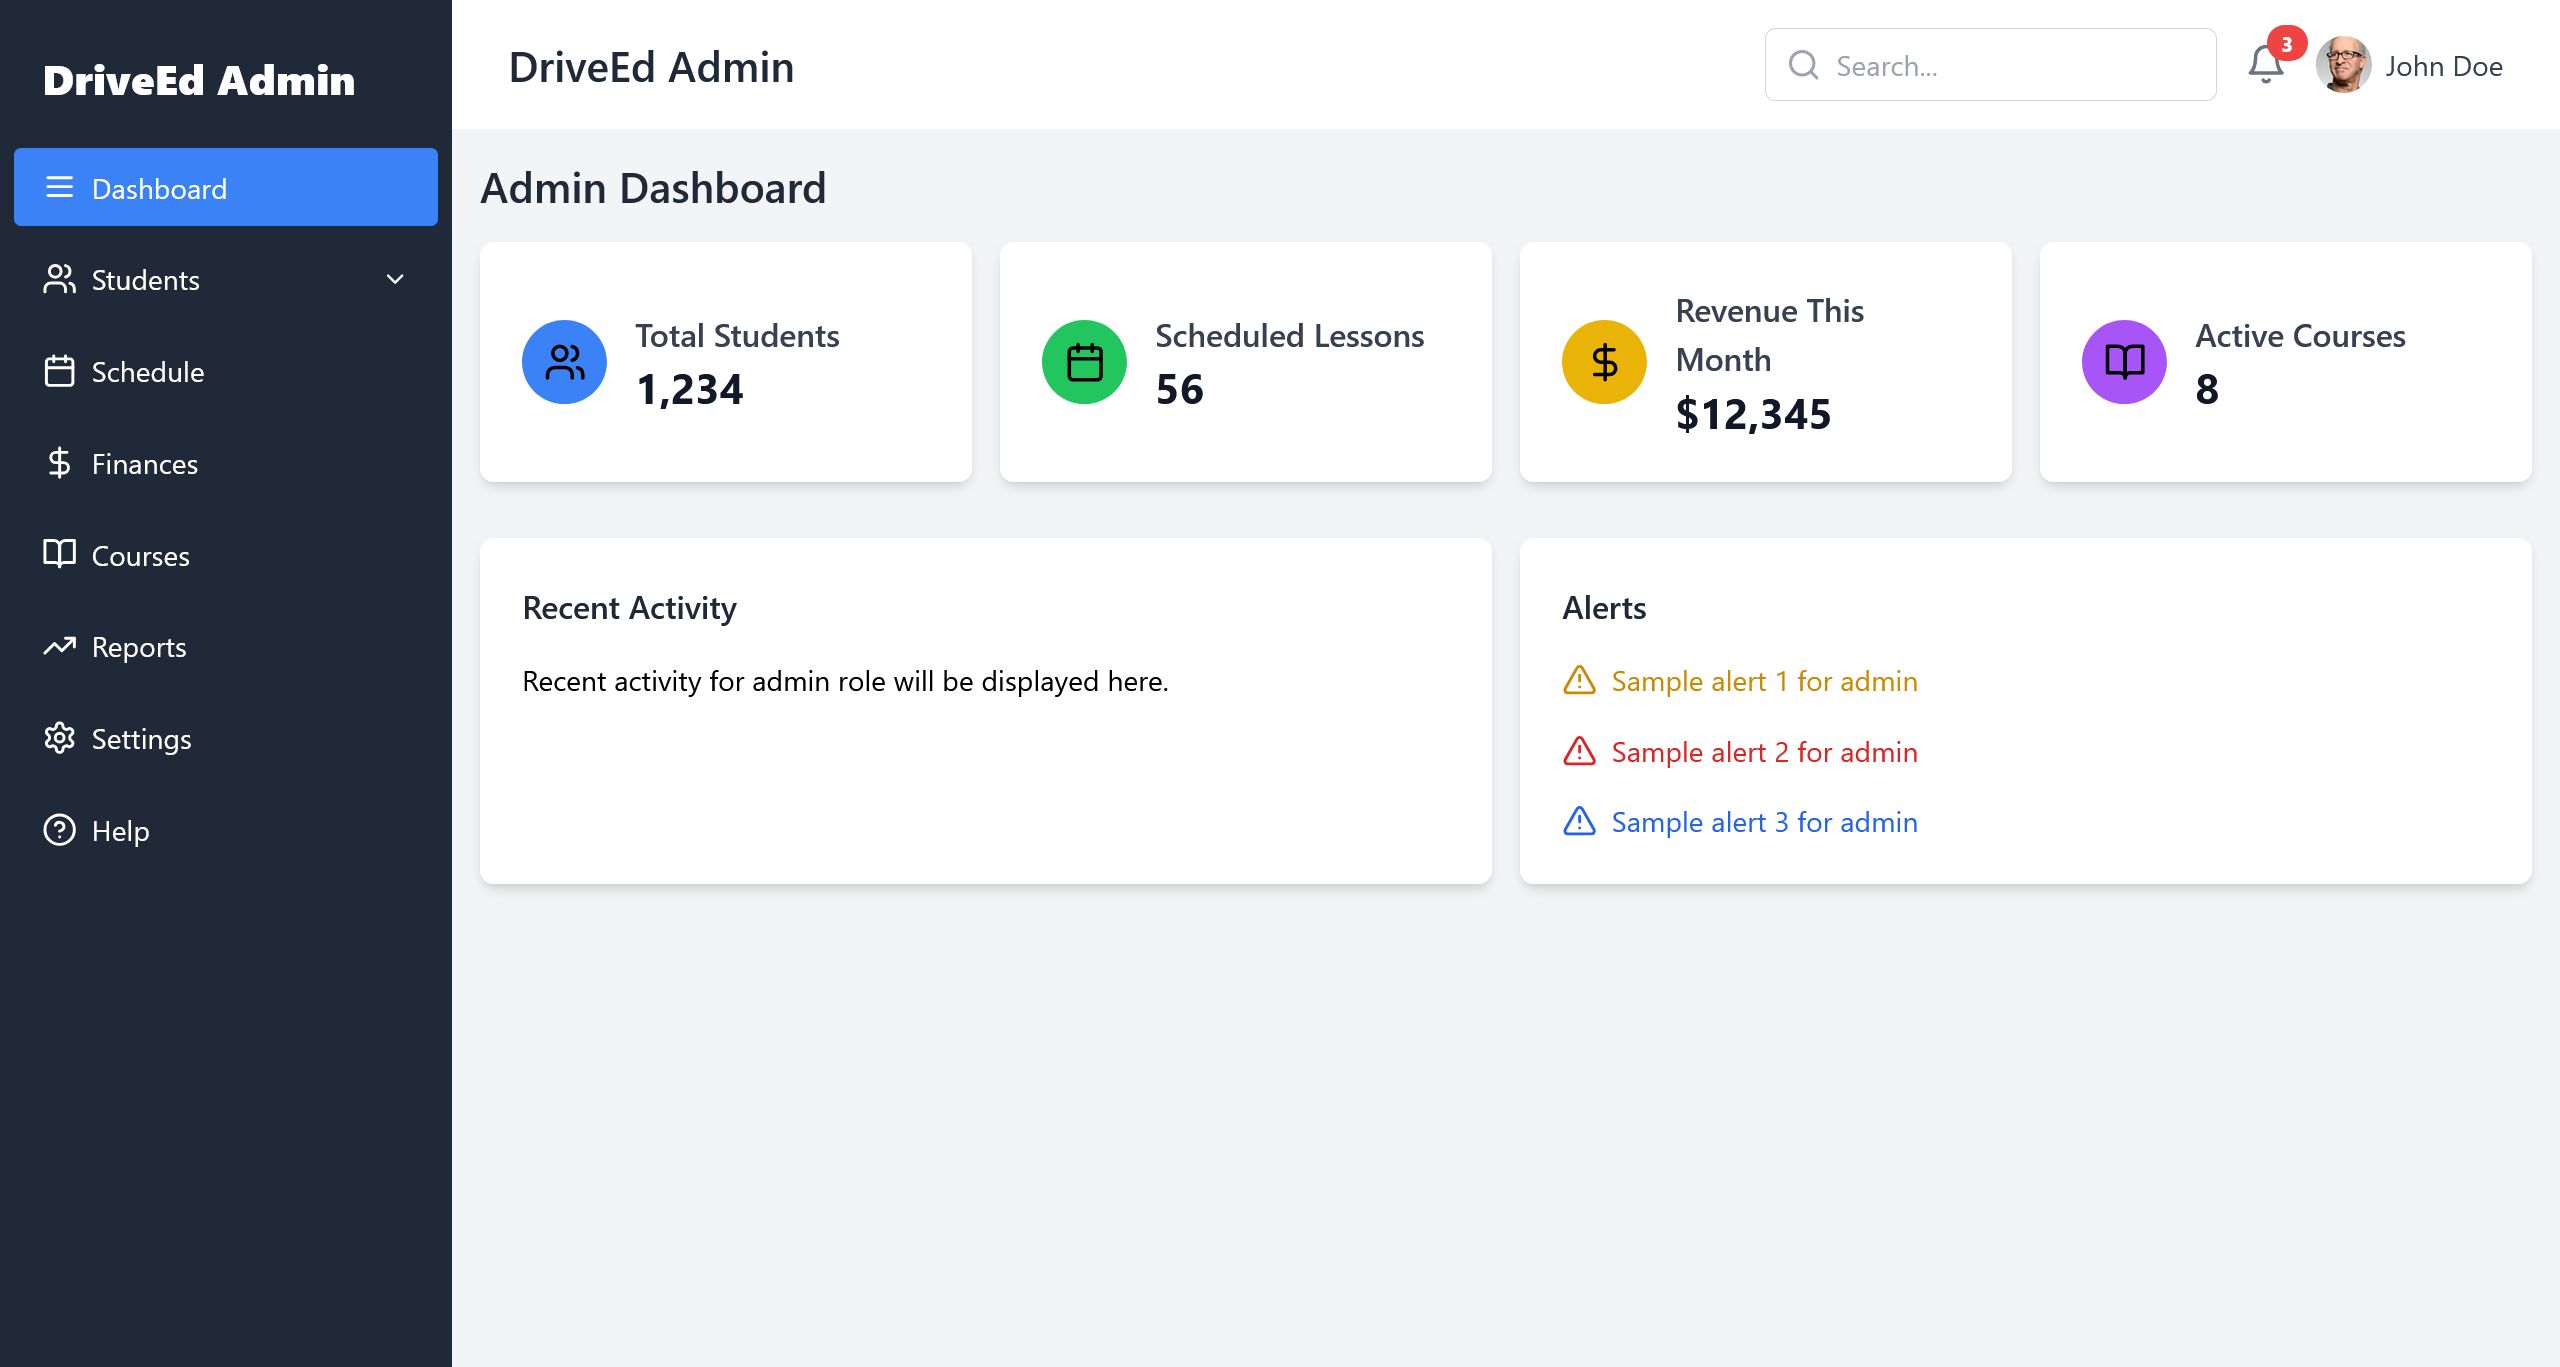 DriveEd Admin
Dashboard
Students
Schedule
Finances
Courses
Reports
Settings
Help
DriveEd Admin
Search...
3
John Doe
Admin Dashboard
Total Students
1,234
Scheduled Lessons
56
Revenue This
Month
$12,345
Active Courses
8
Recent Activity
Recent activity for admin role will be displayed here.
Alerts
Sample alert 1 for admin
Sample alert 2 for admin
Sample alert 3 for admin